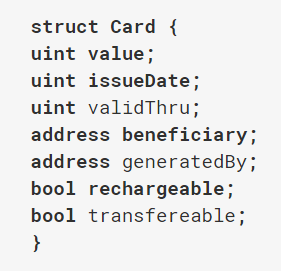 struct Card {
uint value;
uint issueDate;
uint validThru;
address beneficiary;
address generatedBy;
bool rechargeable;
bool transfereable;
}